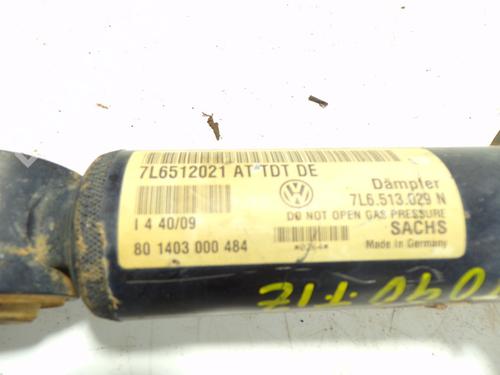 7L6512021 AT TDT DE
Dämpfer
7L6.513.029 N
DO NOT OPEN GAS PRESSURE
I 4 40/09
SACHS
80 1403 000 484
Made in Germany